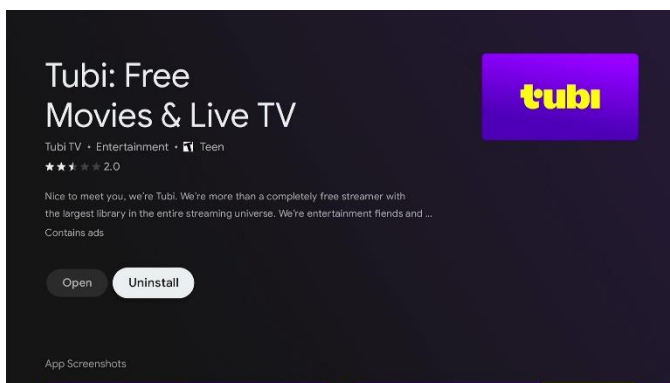 Tubi: Free
Movies & Live TV
tubi
Tubi TV • Entertainment • Teen
2.0
Nice to meet you, we're Tubi. We're more than a completely free streamer with
the largest library in the entire streaming universe. We're entertainment fiends and ...
Contains ads
Open Uninstall
App Screenshots